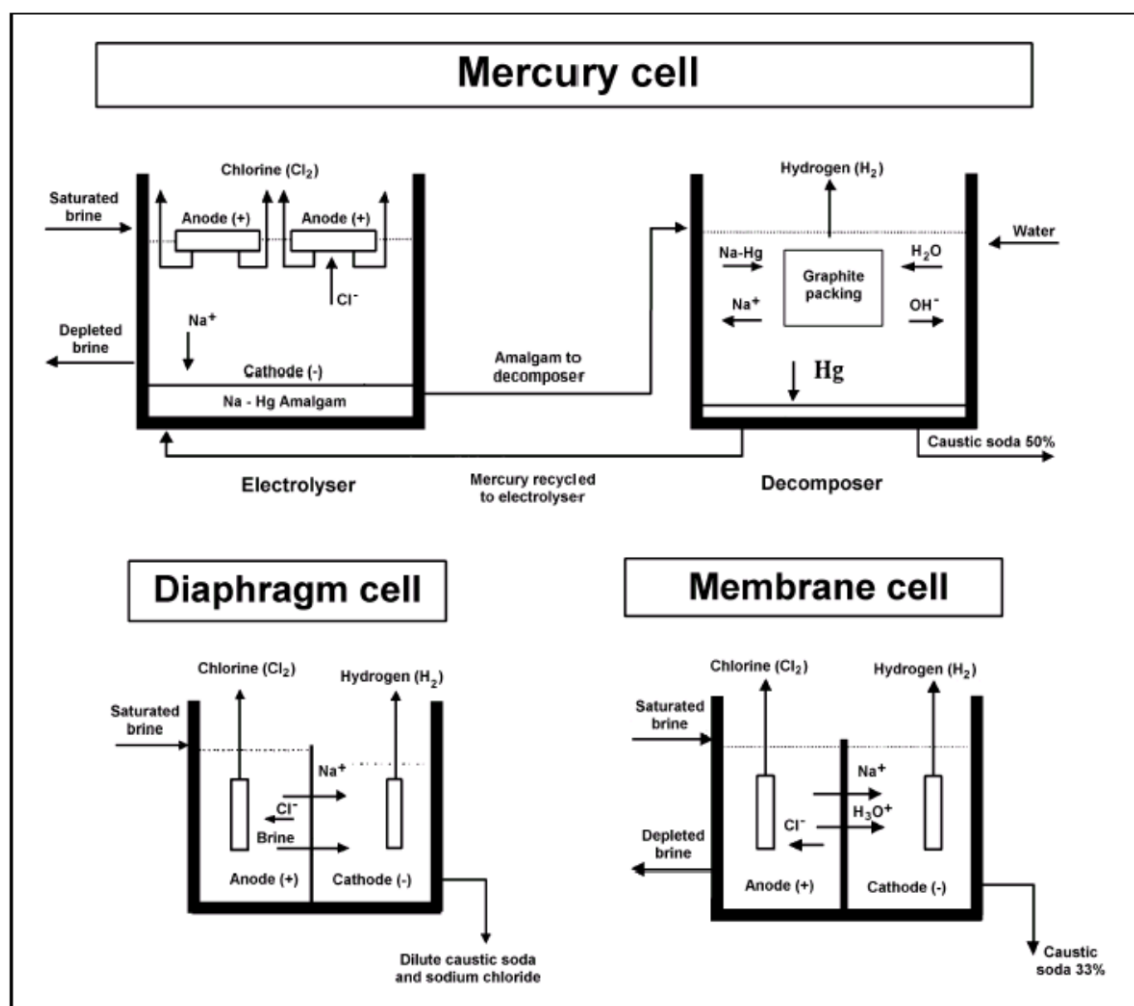 Mercury cell
Chlorine (Cl₂)
Saturated
brine
Anode (+)
Anode (+)
Cl⁻
Na⁺
Depleted
brine
Cathode (-)
Na - Hg Amalgam
Electrolyser
Amalgam to
decomposer
Mercury recycled
to electrolyser
Hydrogen (H₂)
Water
Na-Hg
H₂O
Graphite
packing
Na⁺
OH⁻
Hg
Caustic soda 50%
Decomposer
Diaphragm cell
Chlorine (Cl₂)
Hydrogen (H₂)
Saturated
brine
Na⁺
Cl⁻
Brine
Anode (+)
Cathode (-)
Dilute caustic soda
and sodium chloride
Membrane cell
Chlorine (Cl₂)
Hydrogen (H₂)
Saturated
brine
Na⁺
H₃O⁺
Cl⁻
Depleted
brine
Anode (+)
Cathode (-)
Caustic
soda 33%